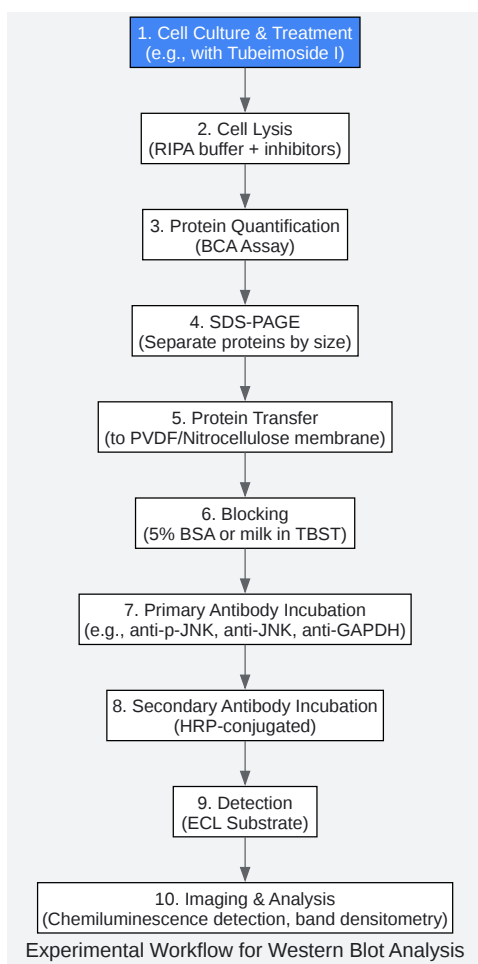 1. Cell Culture & Treatment
(e.g., with Tubeimoside I)
2. Cell Lysis
(RIPA buffer + inhibitors)
3. Protein Quantification
(BCA Assay)
4. SDS-PAGE
(Separate proteins by size)
5. Protein Transfer
(to PVDF/Nitrocellulose membrane)
6. Blocking
(5% BSA or milk in TBST)
7. Primary Antibody Incubation
(e.g., anti-p-JNK, anti-JNK, anti-GAPDH)
8. Secondary Antibody Incubation
(HRP-conjugated)
9. Detection
(ECL Substrate)
10. Imaging & Analysis
(Chemiluminescence detection, band densitometry)
Experimental Workflow for Western Blot Analysis